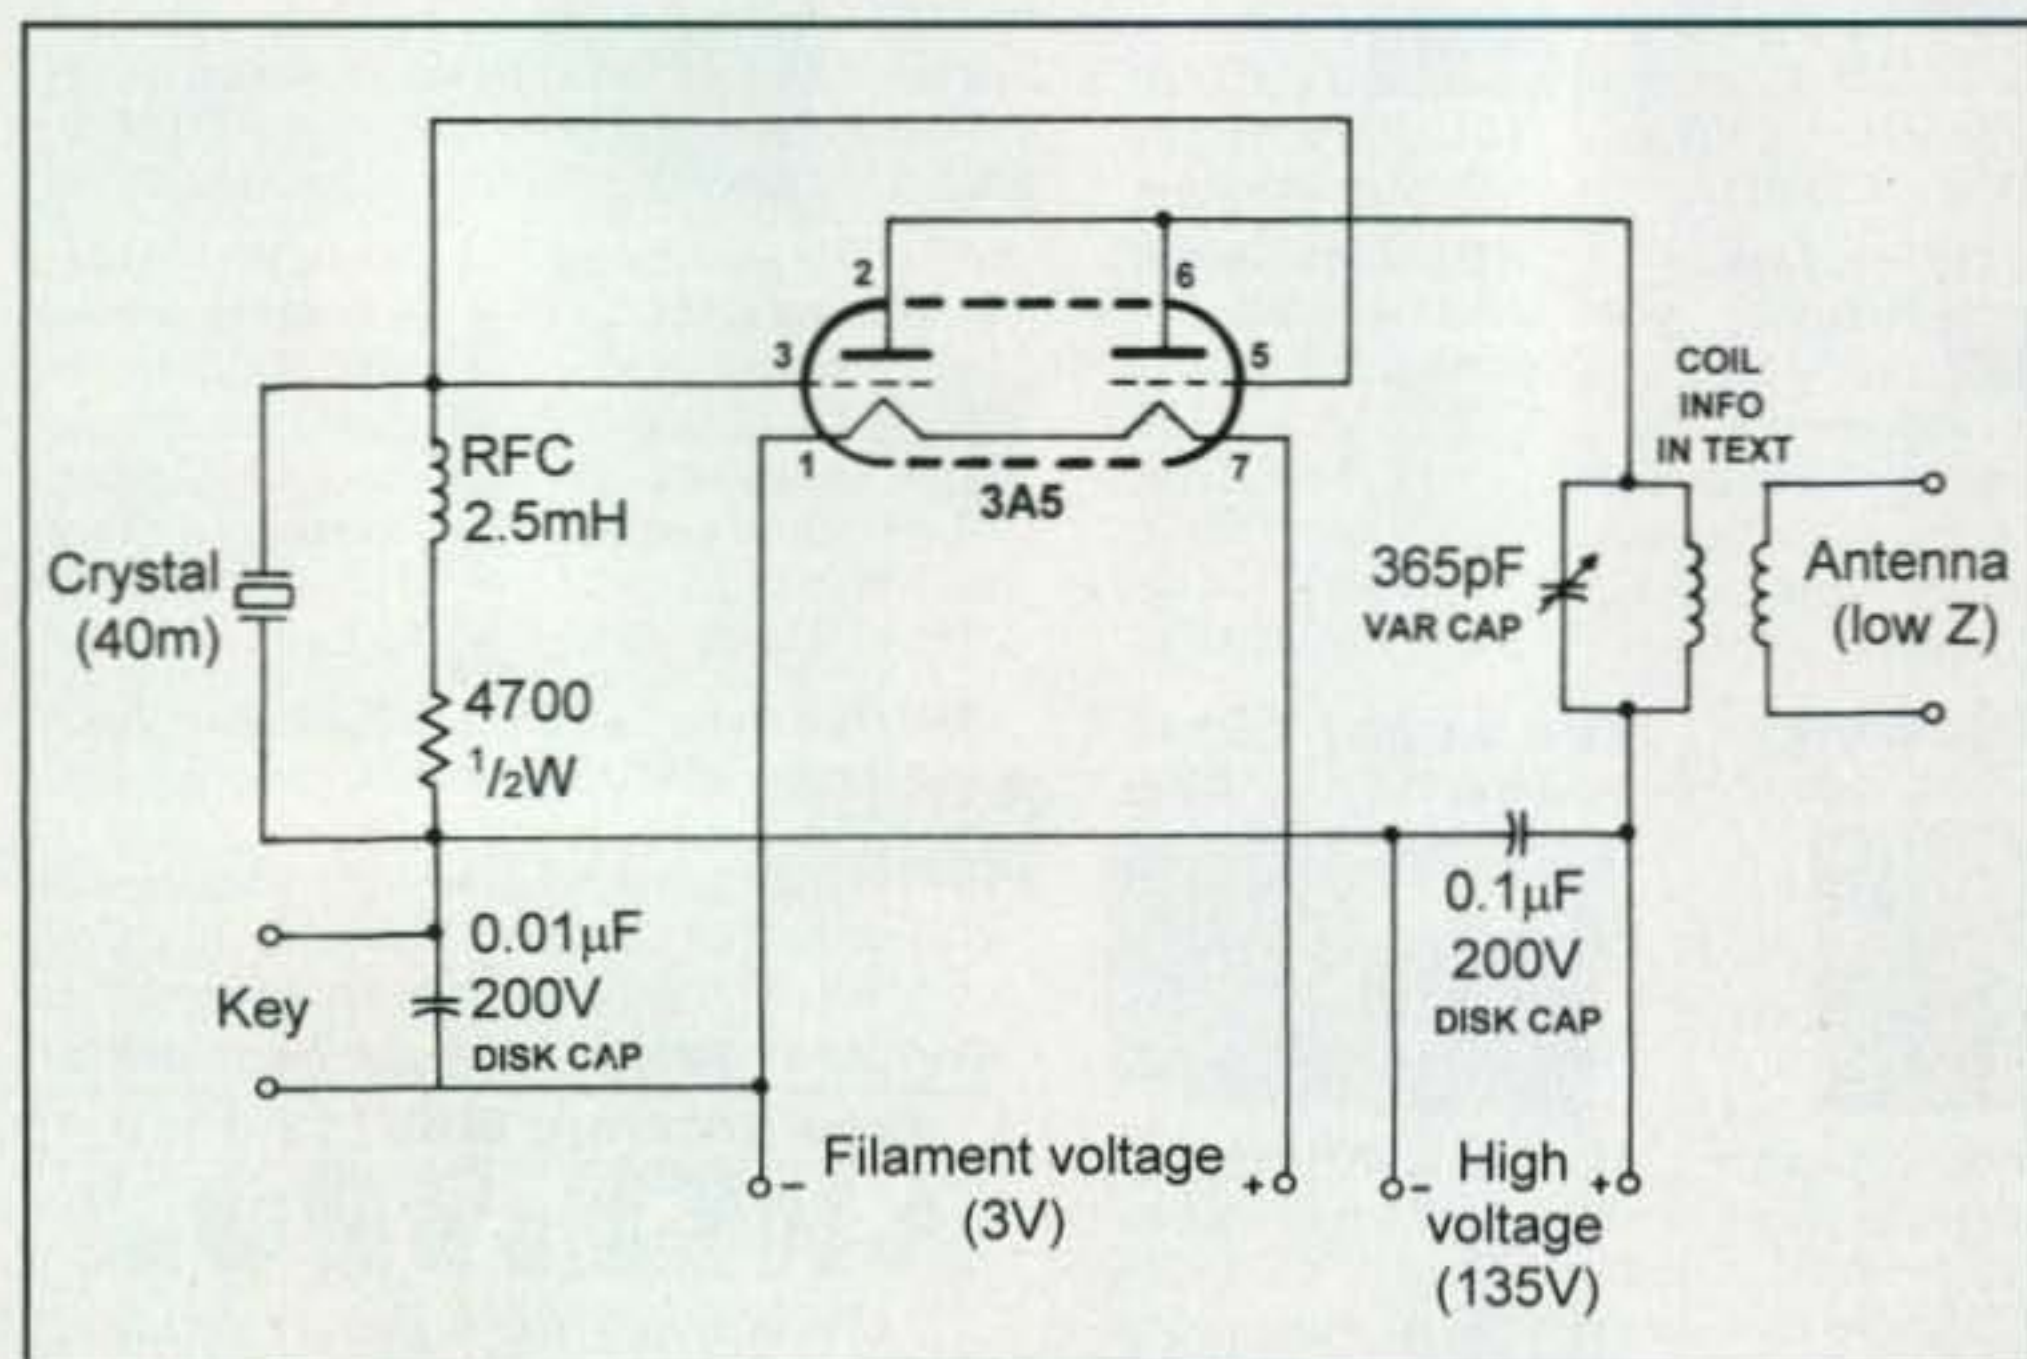 2
6
3
5
1
7
3A5
RFC
2.5mH
Crystal
(40m)
4700
1/2W
COIL
INFO
IN TEXT
365pF
VAR CAP
Antenna
(low Z)
Key
0.01µF
200V
DISK CAP
0.1µF
200V
DISK CAP
Filament voltage
(3V)
-
+
High
voltage
(135V)
-
+